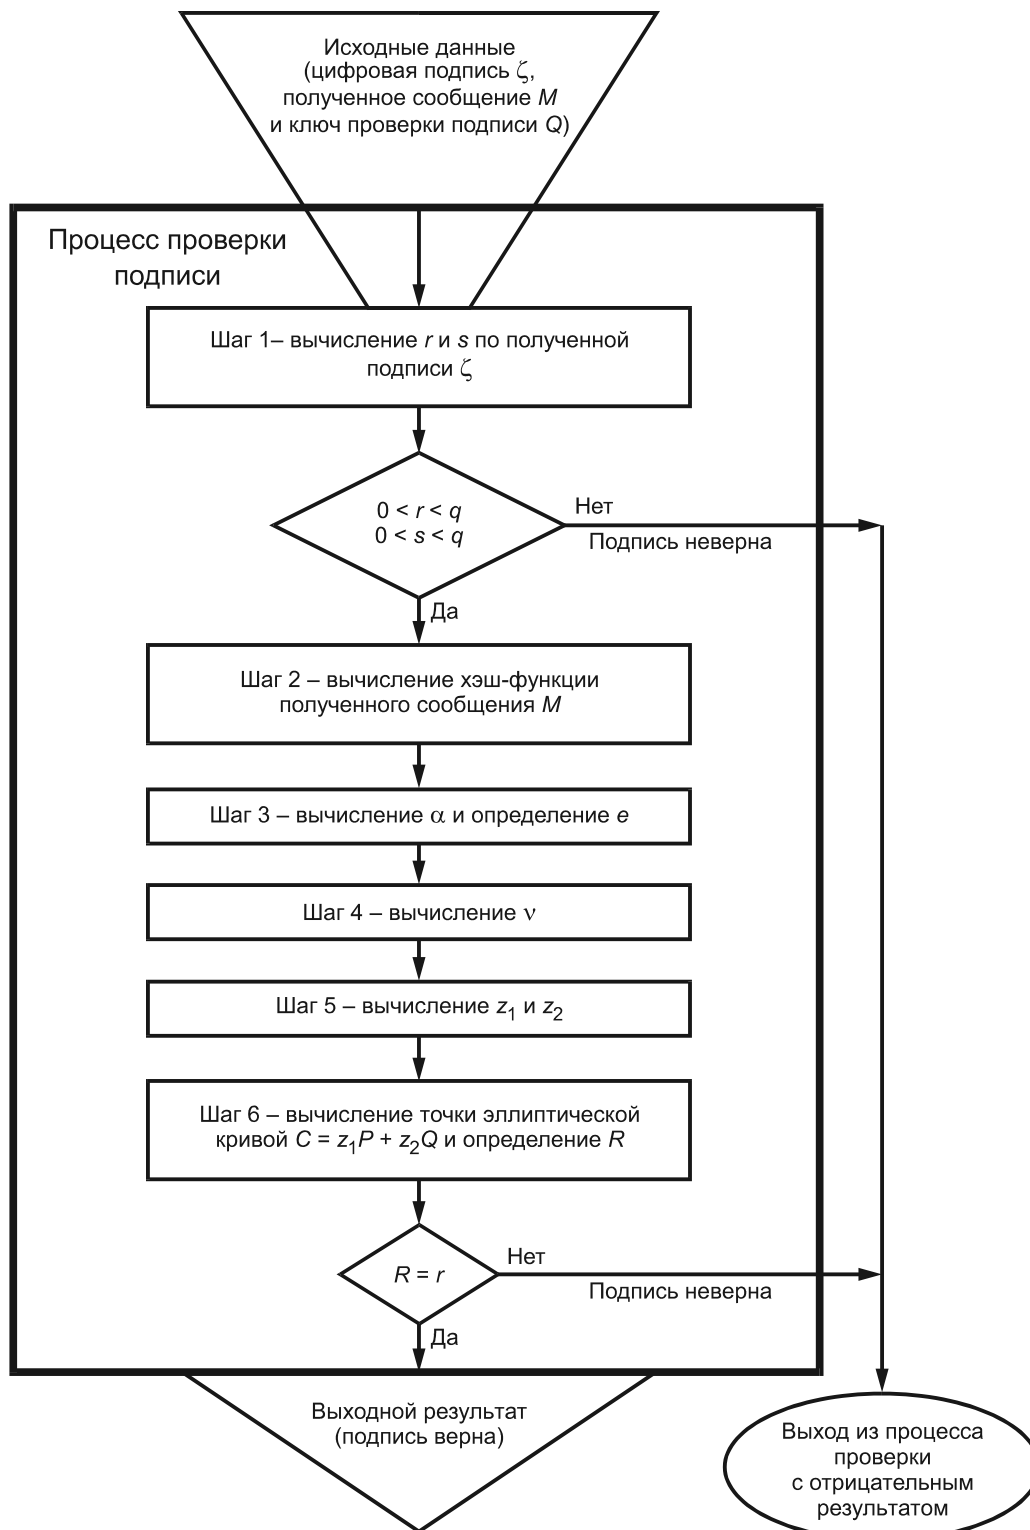 Исходные данные
(цифровая подпись ζ,
полученное сообщение M
и ключ проверки подписи Q)
Процесс проверки
подписи
Шаг 1– вычисление r и s по полученной
подписи ζ
0 < r < q
0 < s < q
Нет
Подпись неверна
Да
Шаг 2 – вычисление хэш-функции
полученного сообщения M
Шаг 3 – вычисление α и определение e
Шаг 4 – вычисление ν
Шаг 5 – вычисление z₁ и z₂
Шаг 6 – вычисление точки эллиптической
кривой C = z₁P + z₂Q и определение R
R = r
Нет
Подпись неверна
Да
Выходной результат
(подпись верна)
Выход из процесса
проверки
с отрицательным
результатом